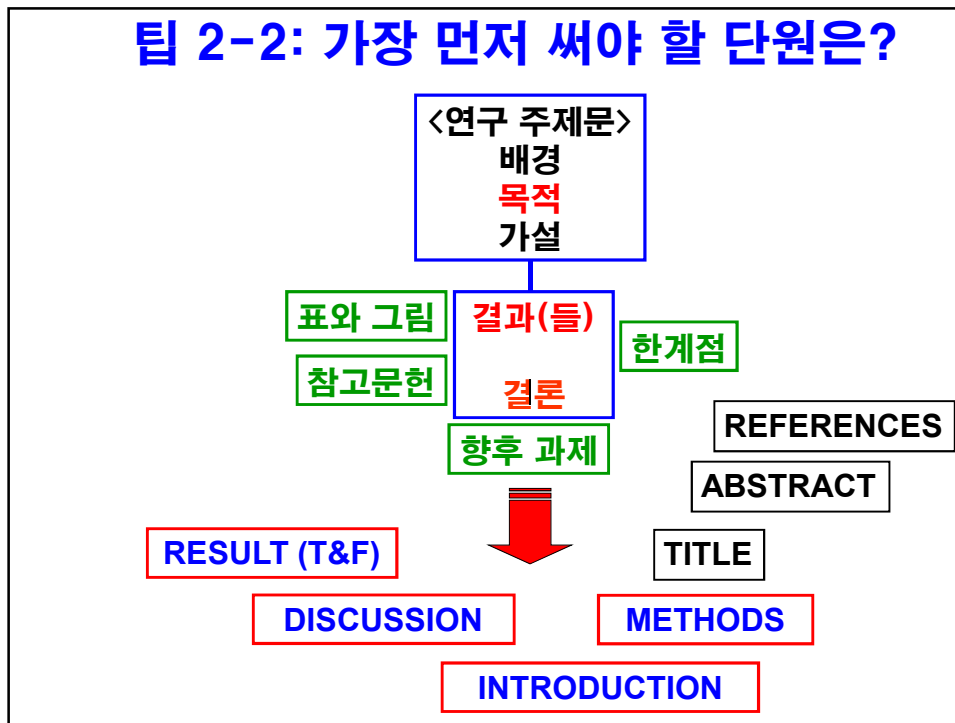 팁 2-2: 가장 먼저 써야 할 단원은?
<연구 주제문>
배경
목적
가설
표와 그림
결과(들)
한계점
참고문헌
결론
향후 과제
REFERENCES
ABSTRACT
RESULT (T&F)
TITLE
DISCUSSION
METHODS
INTRODUCTION